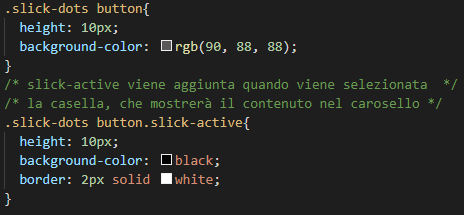 .slick-dots button{
height: 10px;
background-color: rgb(90, 88, 88);
}
/* slick-active viene aggiunta quando viene selezionata  */
/* la casella, che mostrerà il contenuto nel carosello */
.slick-dots button.slick-active{
height: 10px;
background-color: black;
border: 2px solid white;
}